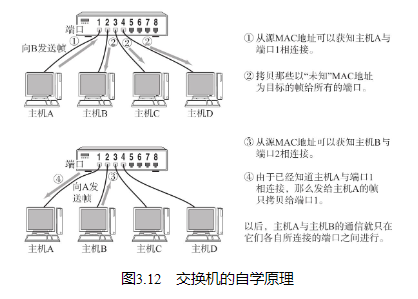 1 2 3 4 5 6 7 8
端口
向B发送帧
①
①
②
②
②
主机A
主机B
主机C
主机D
①从源MAC地址可以获知主机A与
端口1相连接。
②拷贝那些以“未知”MAC地址
为目标的帧给所有的端口。
1 2 3 4 5 6 7 8
端口
④
向A发
送帧
③
主机A
主机B
主机C
主机D
③从源MAC地址可以获知主机B与
端口2相连接。
④由于已经知道主机A与端口1
相连接，那么发给主机A的帧
只拷贝给端口1。
以后，主机A与主机B的通信就只在
它们各自所连接的端口之间进行。
图3.12 交换机的自学原理